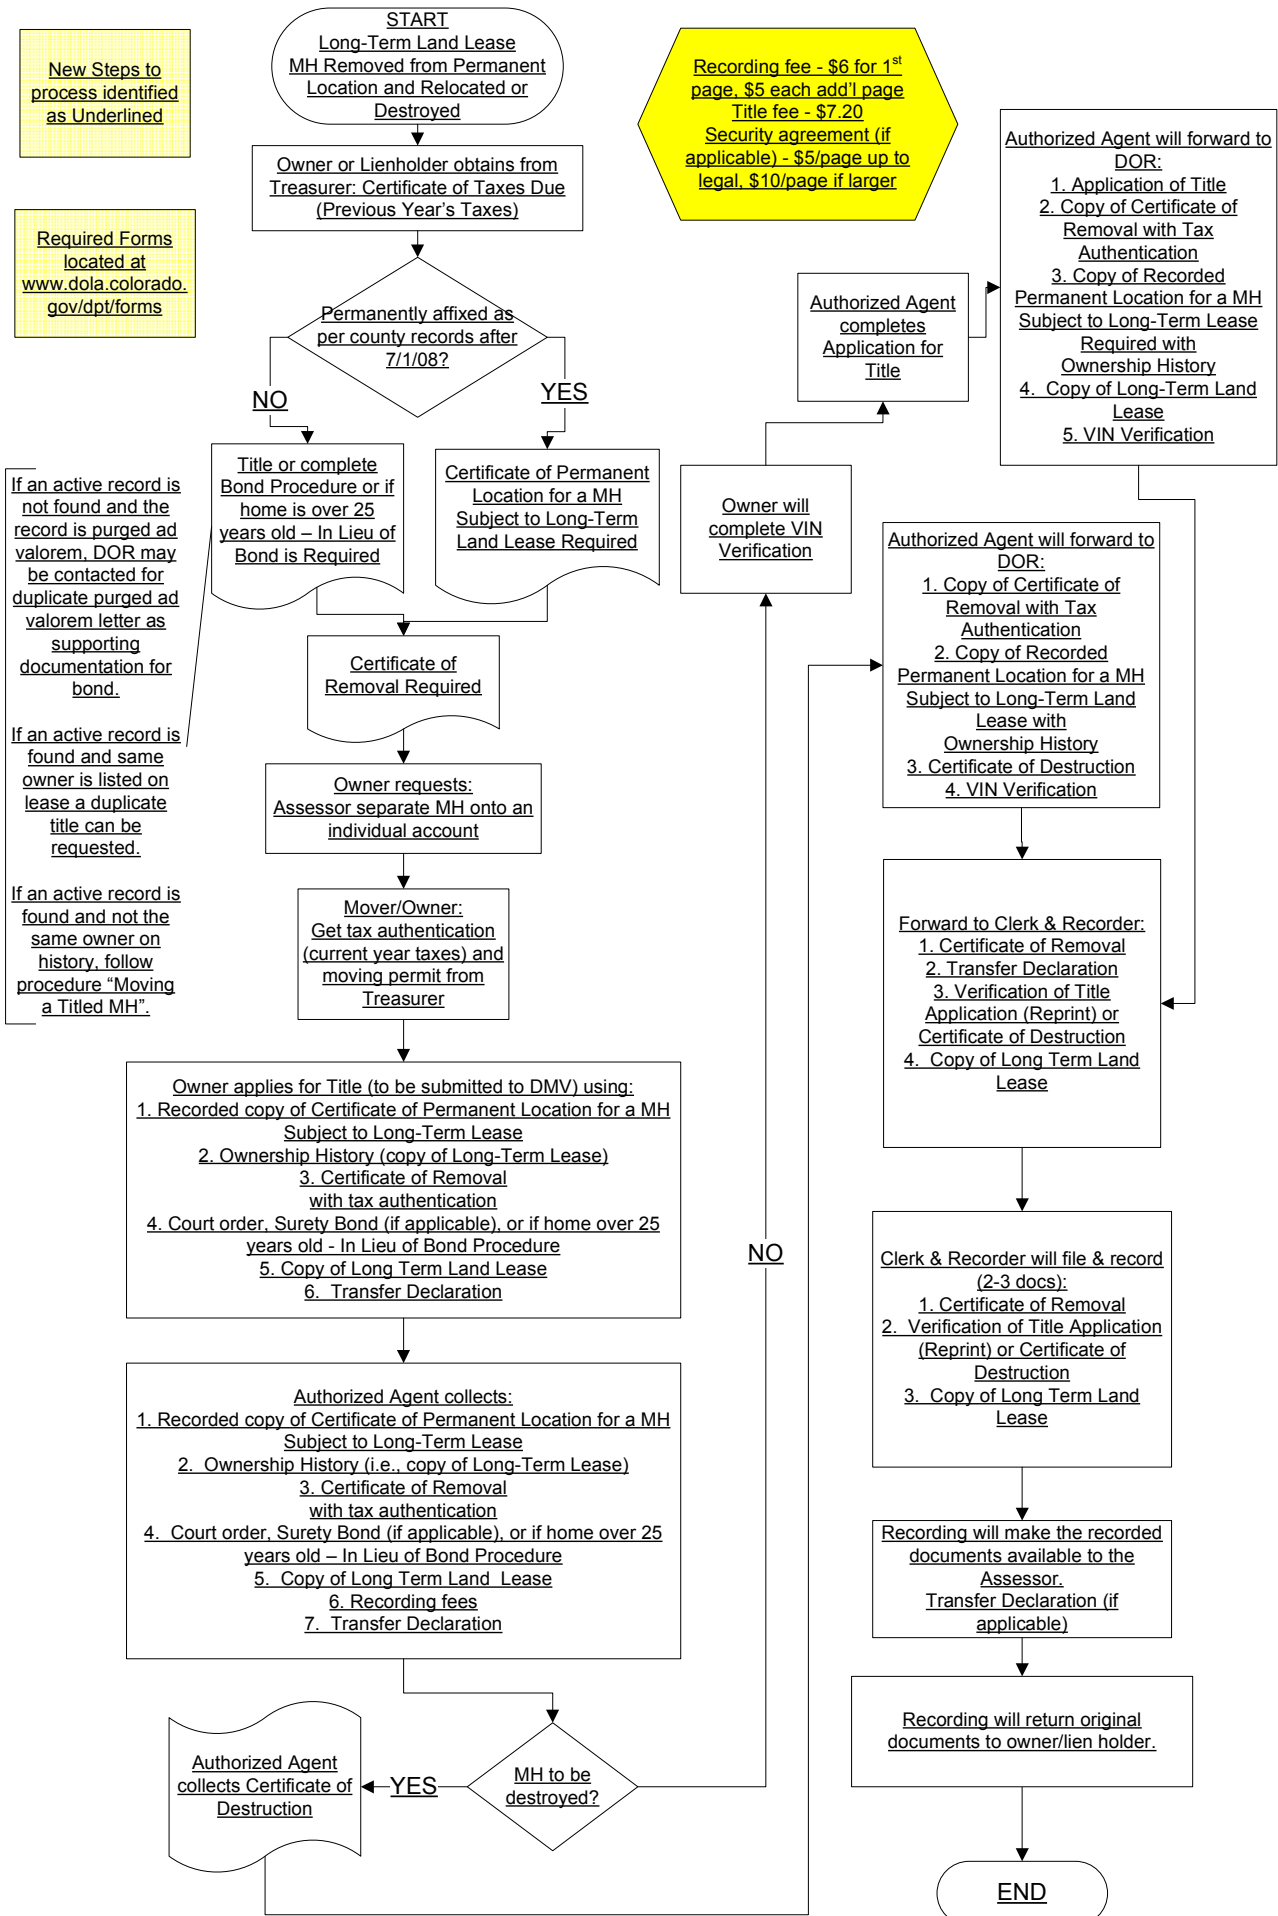 New Steps to
process identified
as Underlined
Required Forms
located at
www.dola.colorado.
gov/dpt/forms
START
Long-Term Land Lease
MH Removed from Permanent
Location and Relocated or
Destroyed
Owner or Lienholder obtains from
Treasurer: Certificate of Taxes Due
(Previous Year's Taxes)
Permanently affixed as
per county records after
7/1/08?
NO
YES
Title or complete
Bond Procedure or if
home is over 25
years old – In Lieu of
Bond is Required
Certificate of Permanent
Location for a MH
Subject to Long-Term
Land Lease Required
If an active record is
not found and the
record is purged ad
valorem, DOR may
be contacted for
duplicate purged ad
valorem letter as
supporting
documentation for
bond.
If an active record is
found and same
owner is listed on
lease a duplicate
title can be
requested.
If an active record is
found and not the
same owner on
history, follow
procedure “Moving
a Titled MH”.
Certificate of
Removal Required
Owner requests:
Assessor separate MH onto an
individual account
Mover/Owner:
Get tax authentication
(current year taxes) and
moving permit from
Treasurer
Owner applies for Title (to be submitted to DMV) using:
1. Recorded copy of Certificate of Permanent Location for a MH
Subject to Long-Term Lease
2. Ownership History (copy of Long-Term Lease)
3. Certificate of Removal
with tax authentication
4. Court order, Surety Bond (if applicable), or if home over 25
years old - In Lieu of Bond Procedure
5. Copy of Long Term Land Lease
6. Transfer Declaration
Authorized Agent collects:
1. Recorded copy of Certificate of Permanent Location for a MH
Subject to Long-Term Lease
2. Ownership History (i.e., copy of Long-Term Lease)
3. Certificate of Removal
with tax authentication
4. Court order, Surety Bond (if applicable), or if home over 25
years old – In Lieu of Bond Procedure
5. Copy of Long Term Land Lease
6. Recording fees
7. Transfer Declaration
MH to be
destroyed?
YES
NO
Authorized Agent
collects Certificate of
Destruction
Recording fee - $6 for 1st
page, $5 each add'l page
Title fee - $7.20
Security agreement (if
applicable) - $5/page up to
legal, $10/page if larger
Owner will
complete VIN
Verification
Authorized Agent
completes
Application for
Title
Authorized Agent will forward to
DOR:
1. Application of Title
2. Copy of Certificate of
Removal with Tax
Authentication
3. Copy of Recorded
Permanent Location for a MH
Subject to Long-Term Lease
Required with
Ownership History
4. Copy of Long-Term Land
Lease
5. VIN Verification
Authorized Agent will forward to
DOR:
1. Copy of Certificate of
Removal with Tax
Authentication
2. Copy of Recorded
Permanent Location for a MH
Subject to Long-Term Land
Lease with
Ownership History
3. Certificate of Destruction
4. VIN Verification
Forward to Clerk & Recorder:
1. Certificate of Removal
2. Transfer Declaration
3. Verification of Title
Application (Reprint) or
Certificate of Destruction
4. Copy of Long Term Land
Lease
Clerk & Recorder will file & record
(2-3 docs):
1. Certificate of Removal
2. Verification of Title Application
(Reprint) or Certificate of
Destruction
3. Copy of Long Term Land
Lease
Recording will make the recorded
documents available to the
Assessor.
Transfer Declaration (if
applicable)
Recording will return original
documents to owner/lien holder.
END